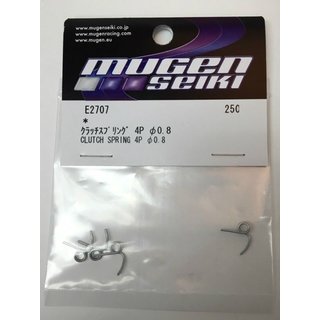 www.mugenseiki.co.jp
www.mugenracing.com
www.mugen.eu
mugen
SEIKI
E2707 250
*
クラッチスプリング 4P φ0.8
CLUTCH SPRING 4P φ0.8